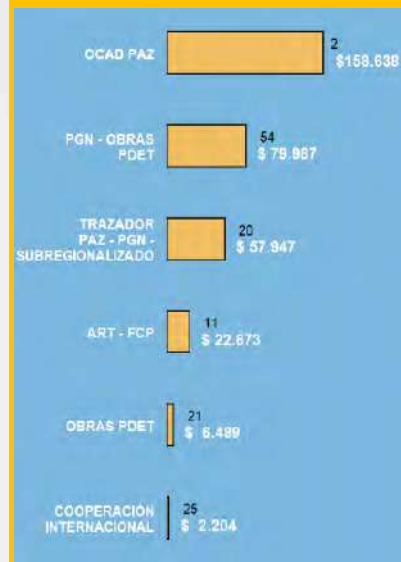 OCAD PAZ
2
$158.638
PGN - OBRAS
PDET
54
$ 79.967
TRAZADOR
PAZ - PGN -
SUBREGIONALIZADO
20
$ 57.947
ART - FCP
11
$ 22.673
OBRAS PDET
21
$ 6.489
COOPERACIÓN
INTERNACIONAL
25
$ 2.204